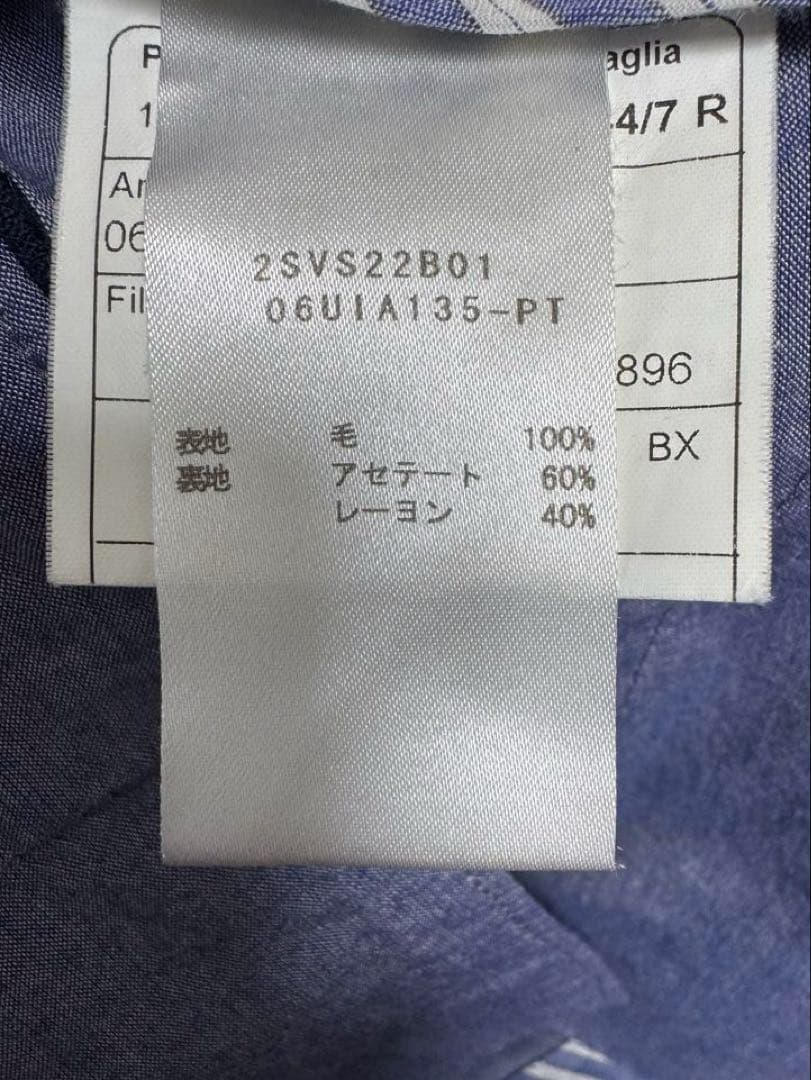 aglia
4/7 R
06
2SVS22B01
06UIA135-PT
Fil
896
BX
表地 毛 100%
裏地 アセテート 60%
レーヨン 40%